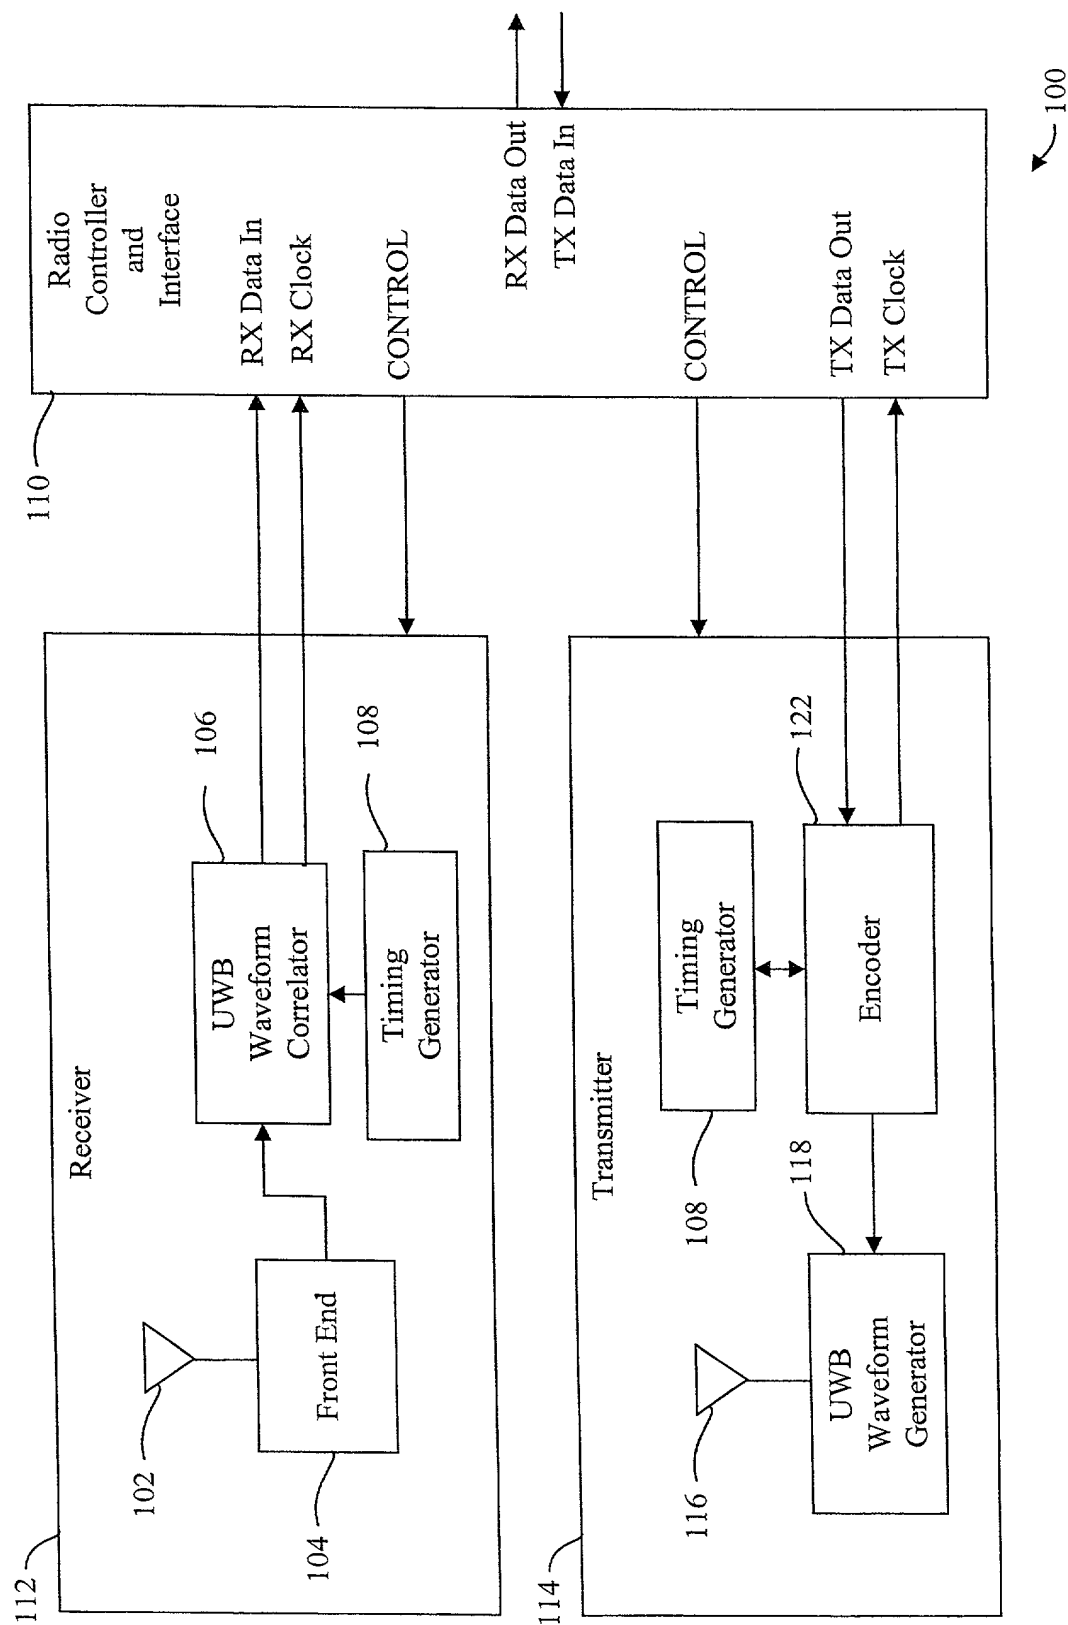 112
Receiver
102
104
Front End
106
UWB
Waveform
Correlator
108
Timing
Generator
110
Radio
Controller
and
Interface
RX Data In
RX Clock
CONTROL
RX Data Out
TX Data In
CONTROL
TX Data Out
TX Clock
114
Transmitter
116
118
UWB
Waveform
Generator
108
Timing
Generator
122
Encoder
100